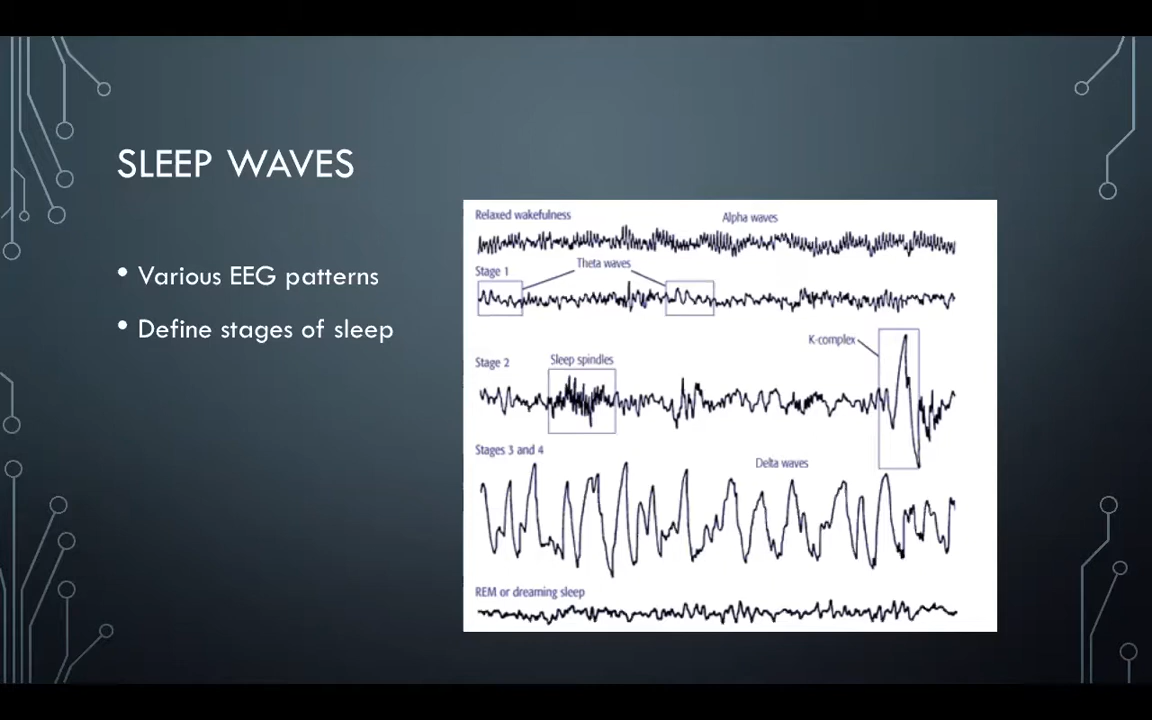 SLEEP WAVES
• Various EEG patterns
• Define stages of sleep
Relaxed wakefulness
Alpha waves
Theta waves
Stage 1
K-complex
Stage 2
Sleep spindles
Stages 3 and 4
Delta waves
REM or dreaming sleep